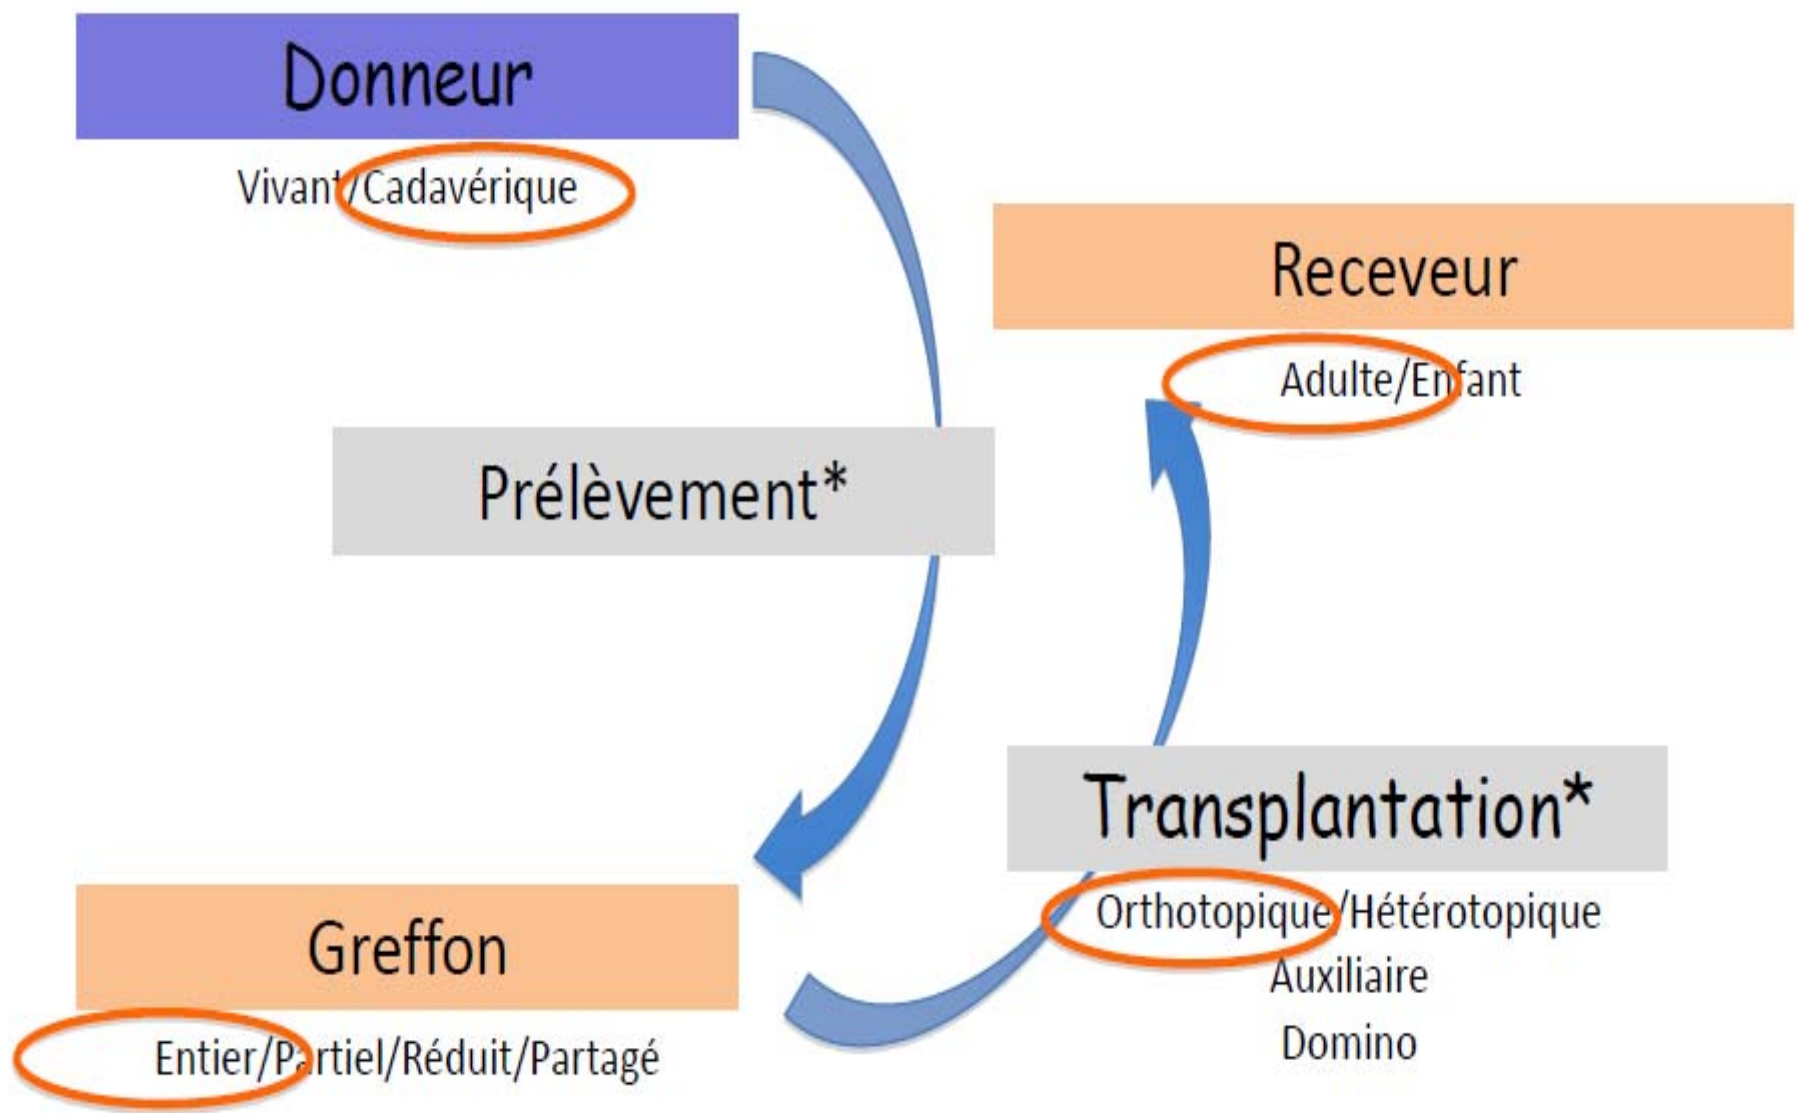 Donneur
Vivant/Cadavérique
Receveur
Adulte/Enfant
Prélèvement*
Transplantation*
Orthotopique/Hétérotopique
Auxiliaire
Domino
Greffon
Entier/Partiel/Réduit/Partagé